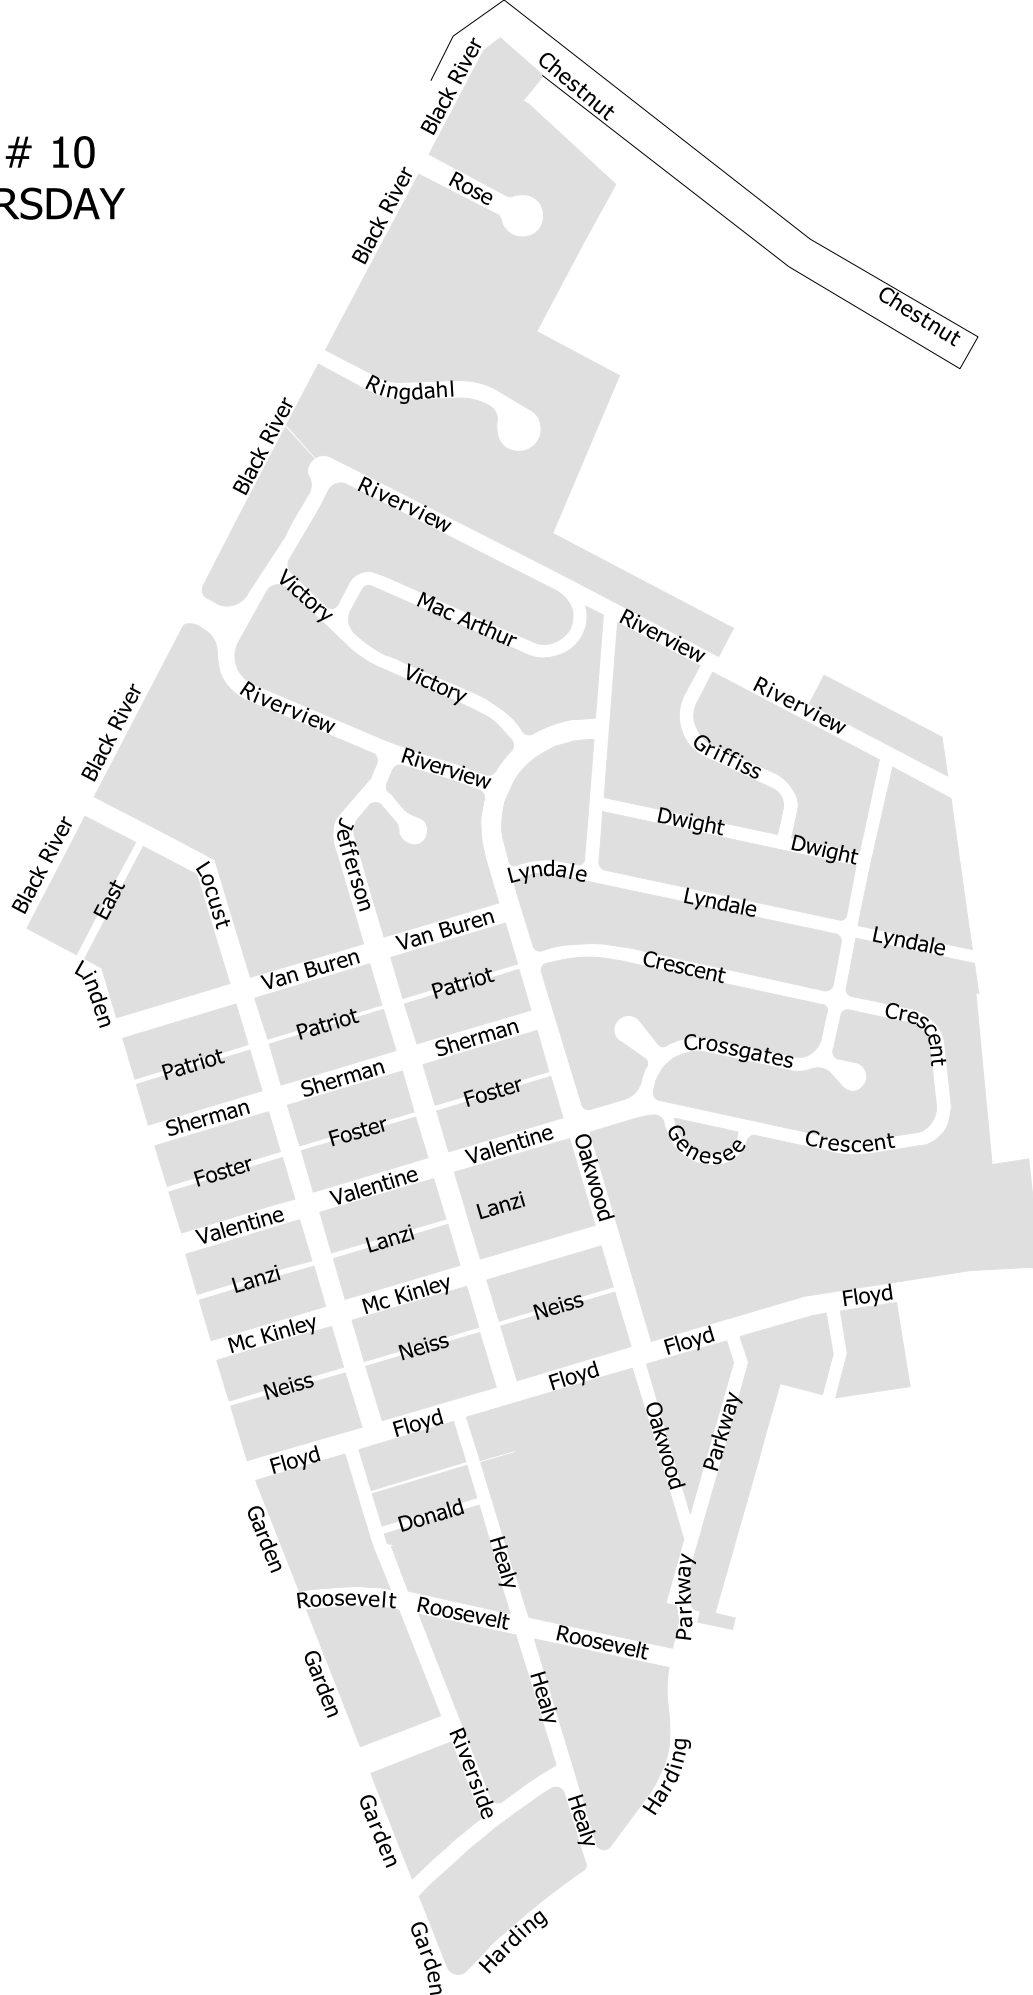 Chestnut
Black River
# 10
RSDAY
Rose
Black River
Chestnut
Ringdahl
Black River
Riverview
Victory
Mac Arthur
Riverview
Victory
Riverview
Riverview
Black River
Griffiss
Riverview
Dwight
Jefferson
Dwight
Black River
Lyndale
Locust
East
Lyndale
Van Buren
Lyndale
Van Buren
Crescent
Patriot
Linden
Patriot
Crescent
Sherman
Crossgates
Patriot
Sherman
Foster
Sherman
Foster
Genesee
Crescent
Valentine
Foster
Oakwood
Valentine
Lanzi
Valentine
Lanzi
Lanzi
Mc Kinley
Floyd
Neiss
Mc Kinley
Floyd
Neiss
Floyd
Neiss
Floyd
Parkway
Oakwood
Floyd
Donald
Garden
Healy
Parkway
Roosevelt
Roosevelt
Roosevelt
Garden
Healy
Riverside
Harding
Healy
Garden
Harding
Garden